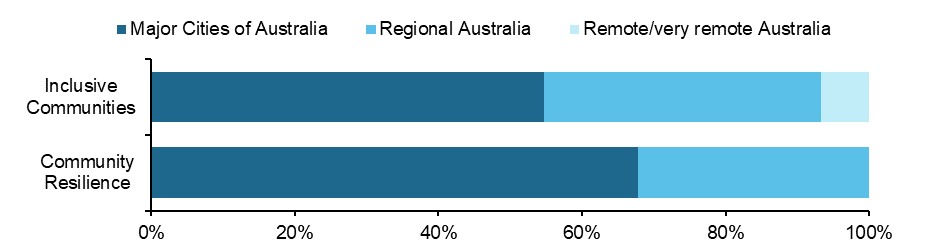 Major Cities of Australia
Regional Australia
Remote/very remote Australia
Inclusive
Communities
Community
Resilience
0%
20%
40%
60%
80%
100%